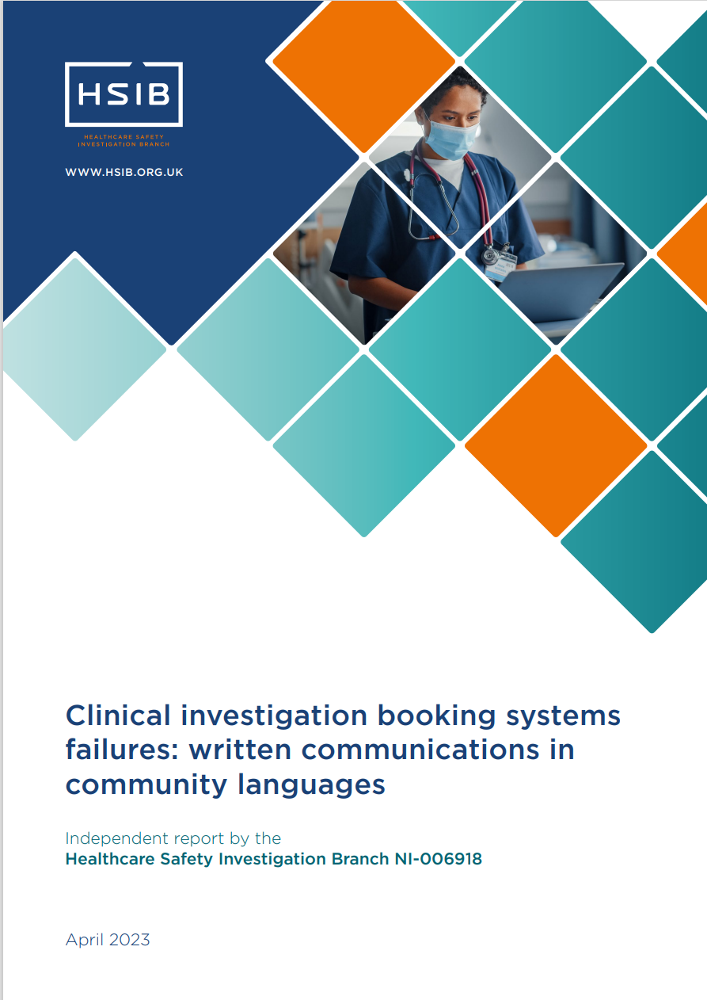 HSIB
HEALTHCARE SAFETY
INVESTIGATION BRANCH
WWW.HSIB.ORG.UK
Clinical investigation booking systems
failures: written communications in
community languages
Independent report by the
Healthcare Safety Investigation Branch NI-006918
April 2023